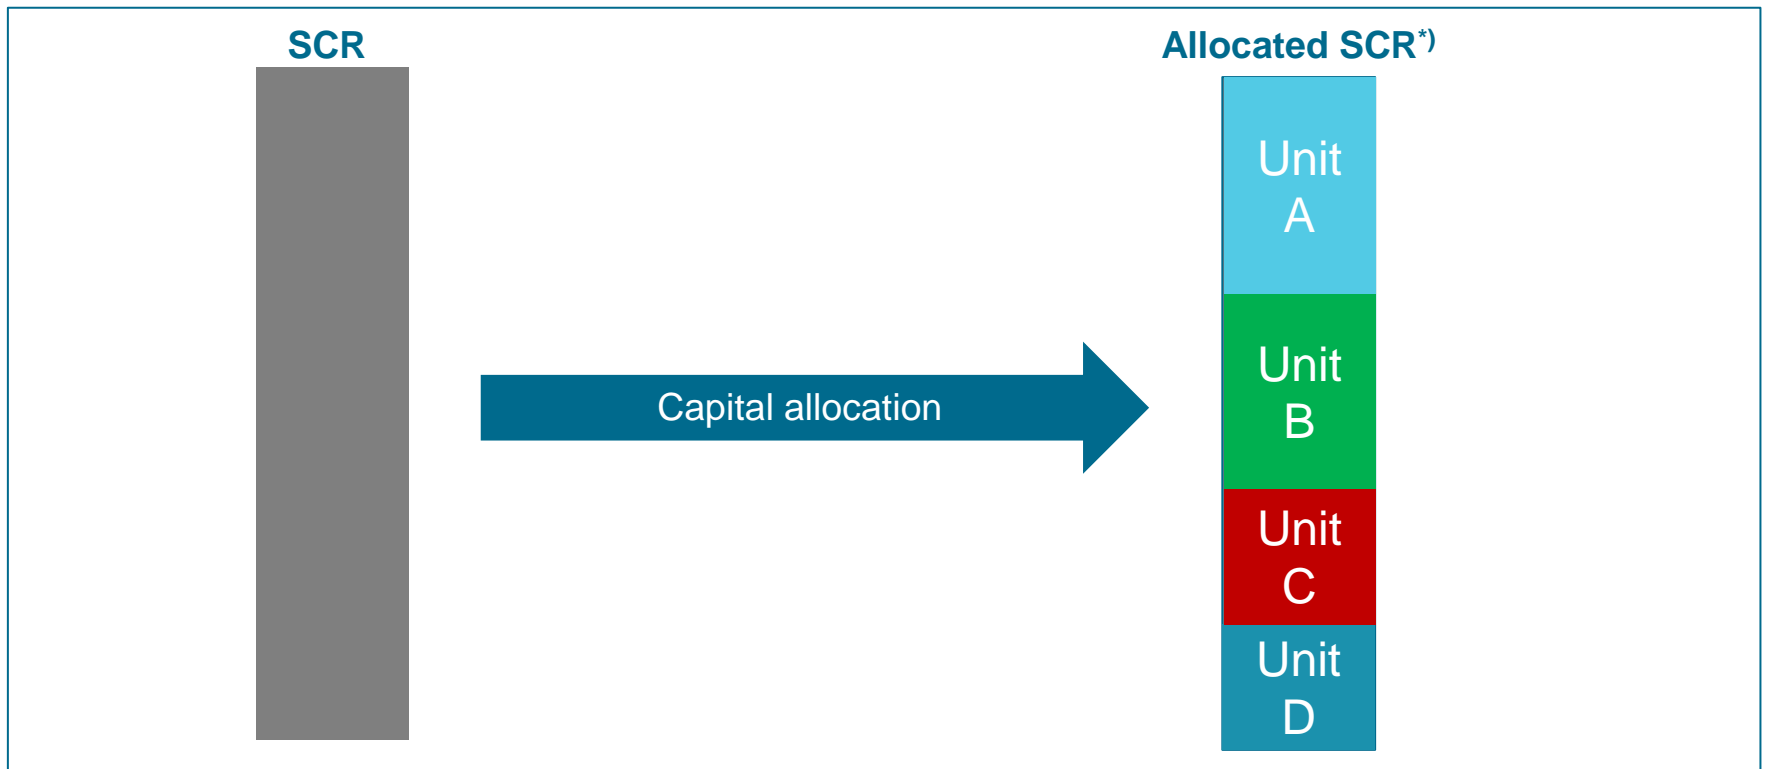 SCR
Allocated SCR*)
Unit
A
Capital allocation
Unit
B
Unit
C
Unit
D